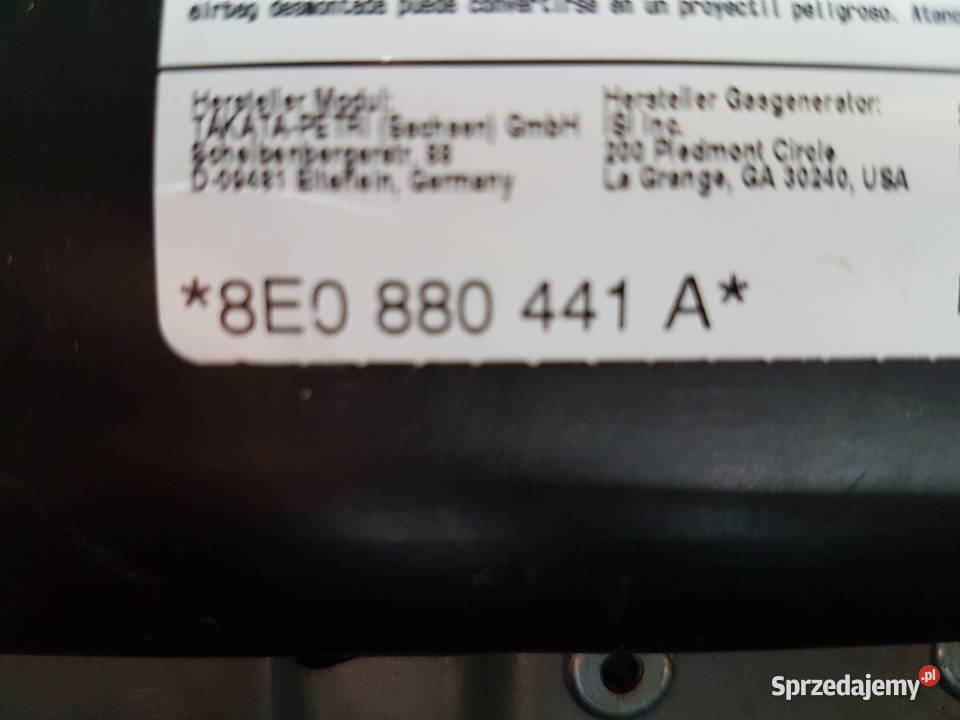 airbag desmontada puede convertirse en un proyectil peligroso.
Hersteller Modul:
TAKATA-PETRI (Sachsen) GmbH
Scheibenbergerstr. 88
D-09481 Elterlein, Germany
Hersteller Gasgenerator:
ISI Inc.
200 Piedmont Circle
La Grange, GA 30240, USA
*8E0 880 441 A*
Sprzedajemy.pl